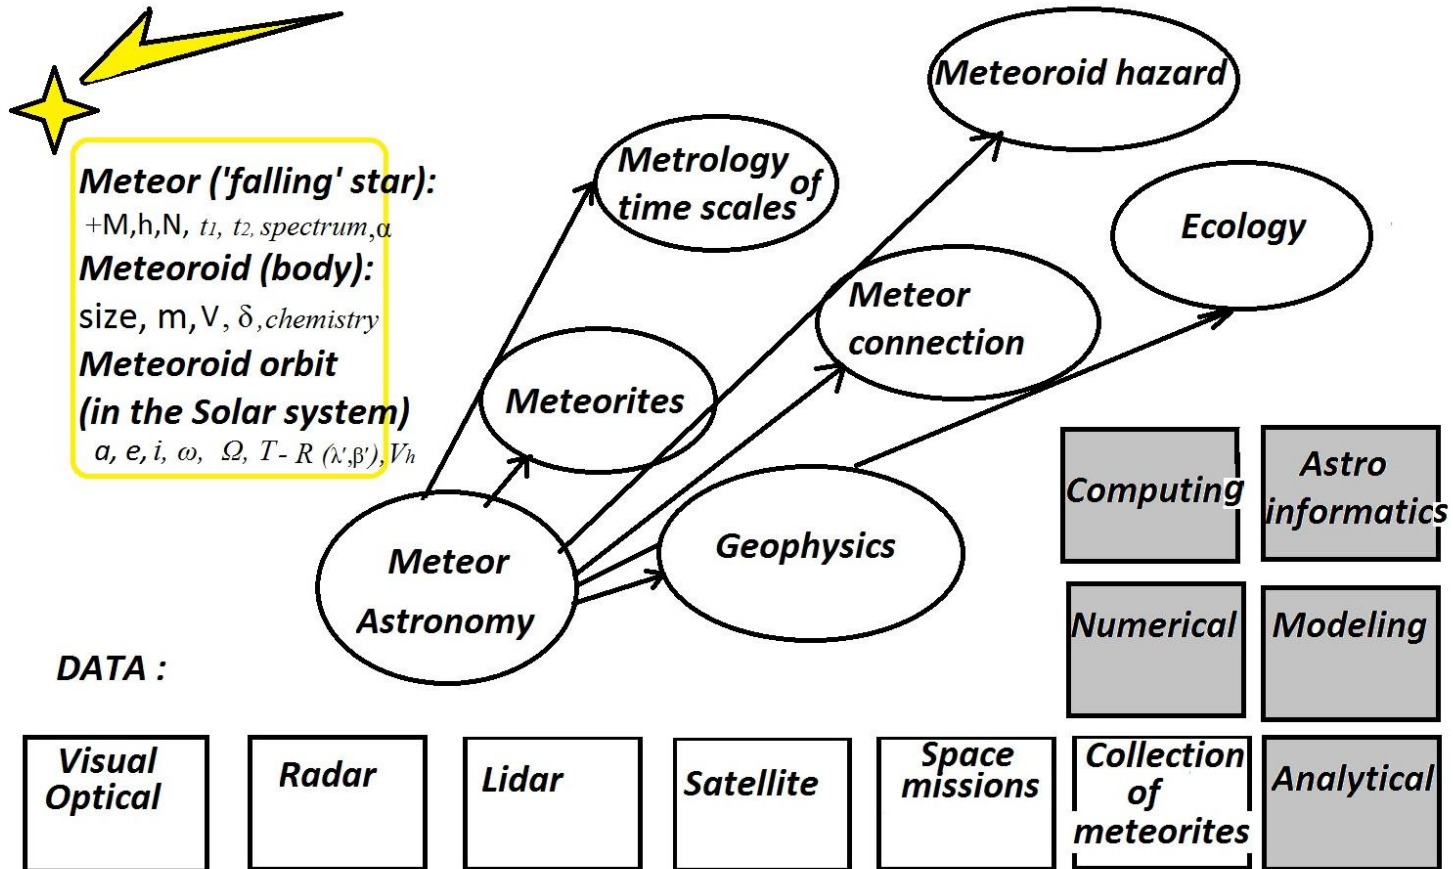 Meteor ('falling' star):
+M,h,N, t1, t2, spectrum,α
Meteoroid (body):
size, m,V, δ,chemistry
Meteoroid orbit
(in the Solar system)
a, e, i, ω, Ω, T- R (λ',β'),Vh
Meteoroid hazard
Metrology of
time scales
Ecology
Meteor
connection
Meteorites
Geophysics
Meteor
Astronomy
Computing
Astro
informatics
Numerical
Modeling
DATA :
Visual
Optical
Radar
Lidar
Satellite
Space
missions
Collection
of
meteorites
Analytical